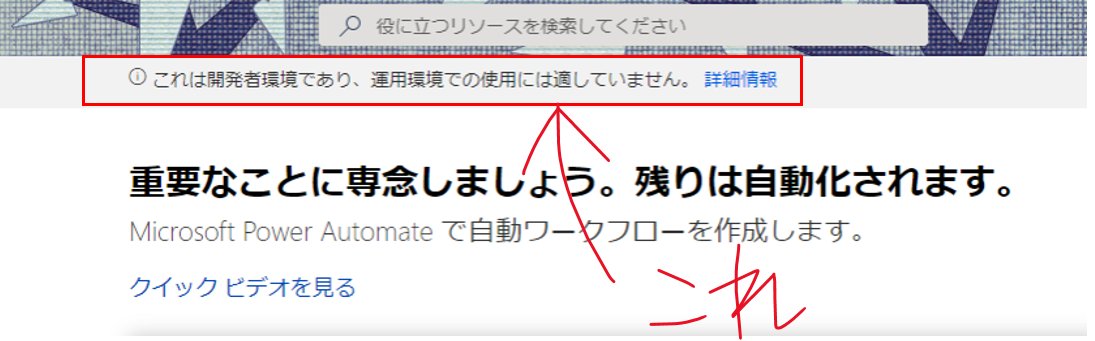 役に立つリソースを検索してください
これは開発者環境であり、運用環境での使用には適していません。 詳細情報
重要なことに専念しましょう。残りは自動化されます。
Microsoft Power Automate で自動ワークフローを作成します。
これ
クイック ビデオを見る